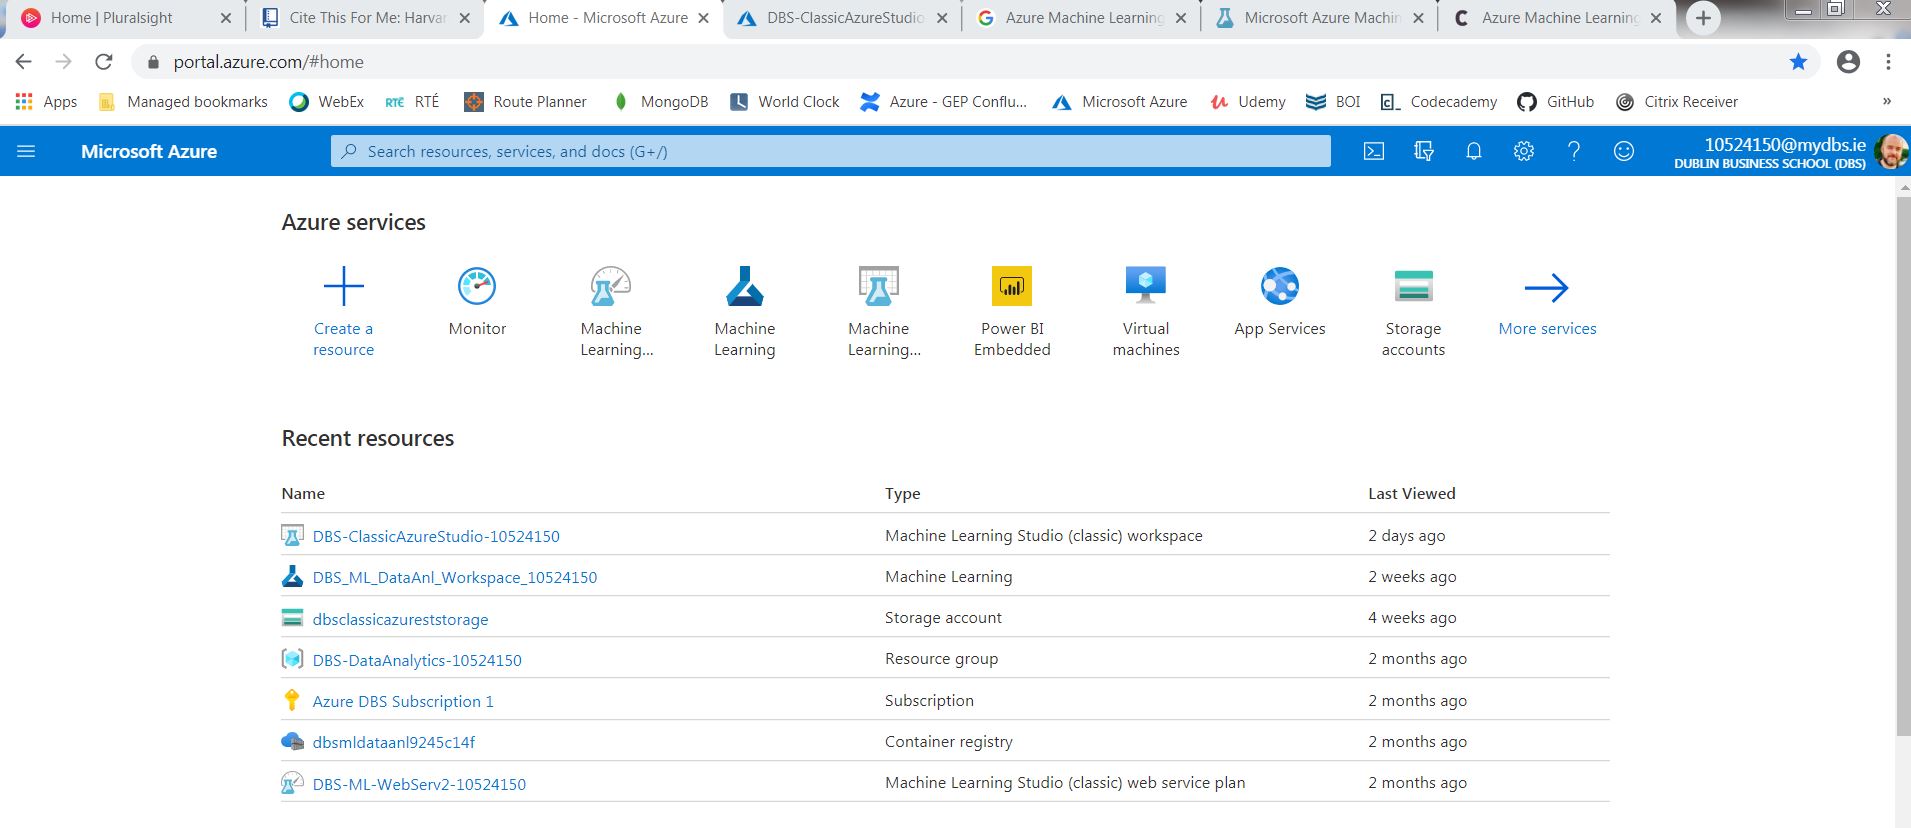 Home | Pluralsight
Cite This For Me: Harvar
Home - Microsoft Azure
DBS-ClassicAzureStudio
Azure Machine Learning
Microsoft Azure Machin
Azure Machine Learning
portal.azure.com/#home
Apps
Managed bookmarks
WebEx
RTÉ RTÉ
Route Planner
MongoDB
World Clock
Azure - GEP Conflu...
Microsoft Azure
Udemy
BOI
Codecademy
GitHub
Citrix Receiver
»
Microsoft Azure
Search resources, services, and docs (G+/)
10524150@mydbs.ie
DUBLIN BUSINESS SCHOOL (DBS)
Azure services
Create a
resource
Monitor
Machine
Learning...
Machine
Learning
Machine
Learning...
Power BI
Embedded
Virtual
machines
App Services
Storage
accounts
More services
Recent resources
Name Type Last Viewed
DBS-ClassicAzureStudio-10524150 Machine Learning Studio (classic) workspace 2 days ago
DBS_ML_DataAnl_Workspace_10524150 Machine Learning 2 weeks ago
dbsclassicazureststorage Storage account 4 weeks ago
DBS-DataAnalytics-10524150 Resource group 2 months ago
Azure DBS Subscription 1 Subscription 2 months ago
dbsmldataanl9245c14f Container registry 2 months ago
DBS-ML-WebServ2-10524150 Machine Learning Studio (classic) web service plan 2 months ago